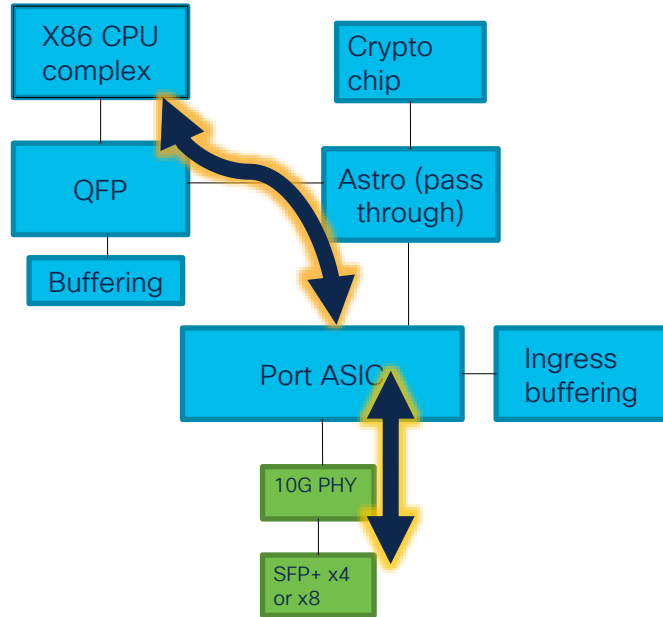 X86 CPU
complex
Crypto
chip
QFP
Astro (pass
through)
Buffering
Port ASIC
Ingress
buffering
10G PHY
SFP+ x4
or x8